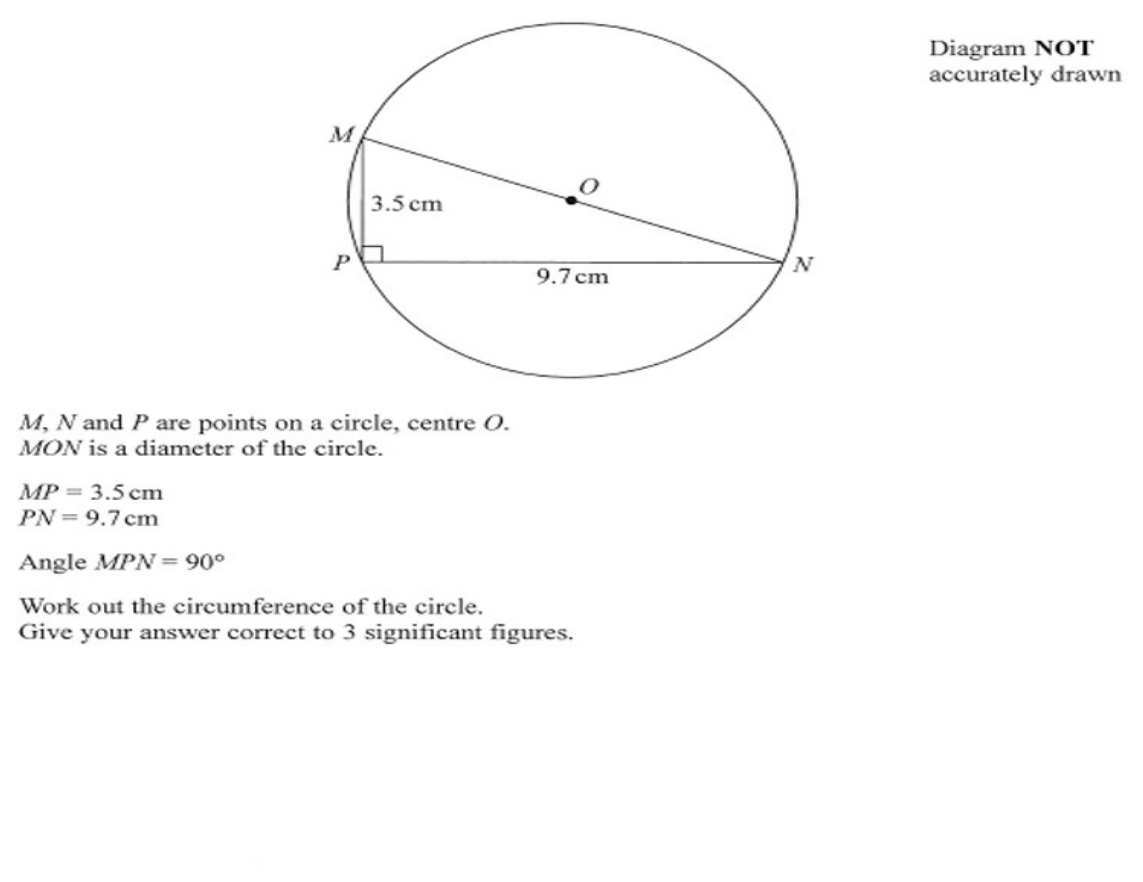 Diagram NOT
accurately drawn
M
O
3.5 cm
P
N
9.7 cm
M, N and P are points on a circle, centre O.
MON is a diameter of the circle.
MP = 3.5 cm
PN = 9.7 cm
Angle MPN = 90°
Work out the circumference of the circle.
Give your answer correct to 3 significant figures.